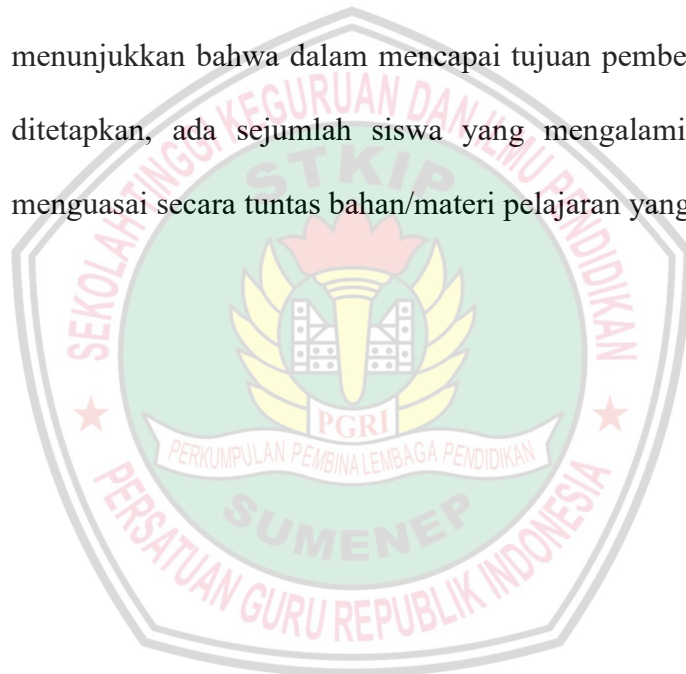 menunjukkan bahwa dalam mencapai tujuan pembe
ditetapkan, ada sejumlah siswa yang mengalami
menguasai secara tuntas bahan/materi pelajaran yang
SEKOLAH TINGGI KEGURUAN DAN ILMU PENDIDIKAN
STKIP
PGRI
PERKUMPULAN PEMBINA LEMBAGA PENDIDIKAN
SUMENEP
PERSATUAN GURU REPUBLIK INDONESIA